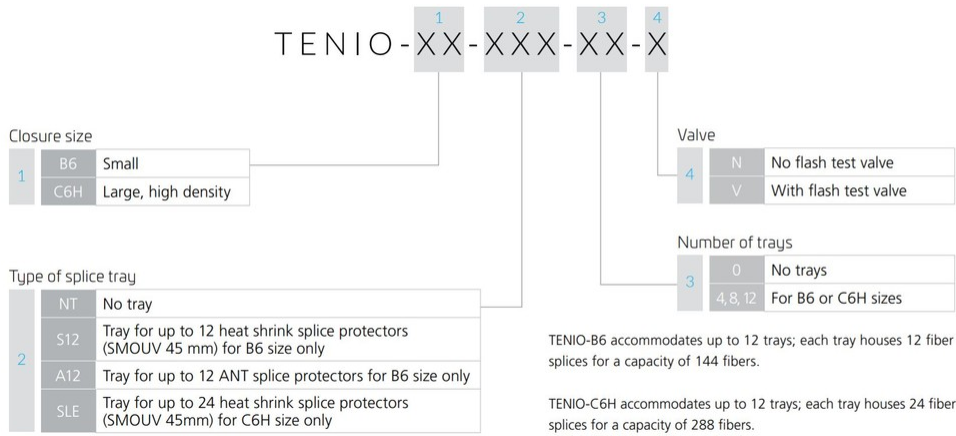 1 2 3 4
TENIO-XX-XXX-XX-X
Closure size
1
B6 Small
C6H Large, high density
Valve
4
N No flash test valve
V With flash test valve
Number of trays
3
0 No trays
4, 8, 12 For B6 or C6H sizes
Type of splice tray
2
NT No tray
S12 Tray for up to 12 heat shrink splice protectors
(SMOUV 45 mm) for B6 size only
A12 Tray for up to 12 ANT splice protectors for B6 size only
SLE Tray for up to 24 heat shrink splice protectors
(SMOUV 45mm) for C6H size only
TENIO-B6 accommodates up to 12 trays; each tray houses 12 fiber
splices for a capacity of 144 fibers.
TENIO-C6H accommodates up to 12 trays; each tray houses 24 fiber
splices for a capacity of 288 fibers.